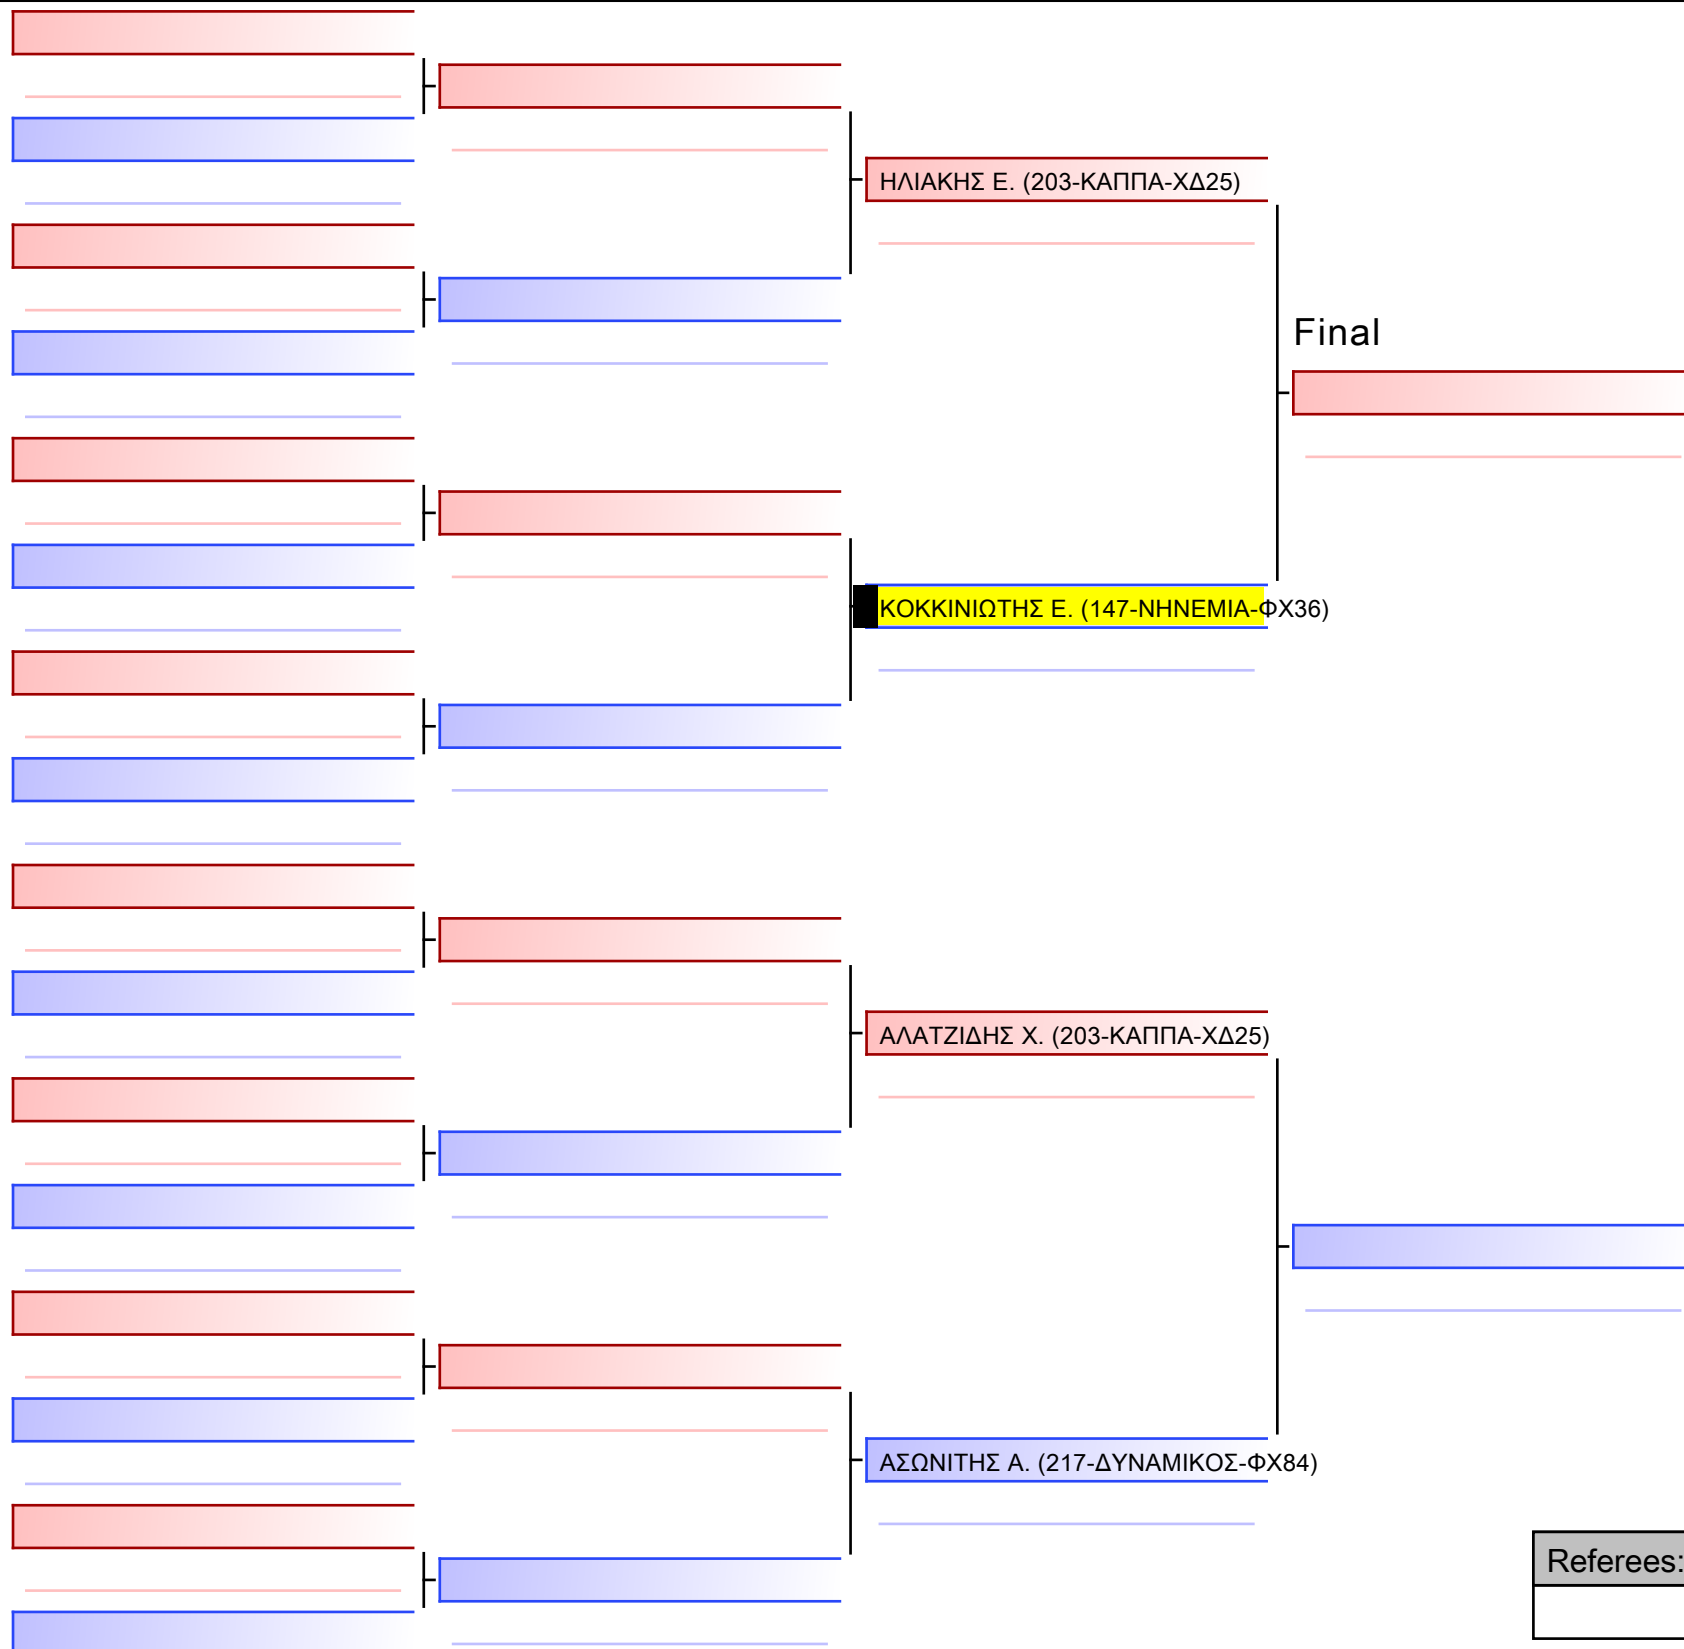 ΗΛΙΑΚΗΣ Ε. (203-ΚΑΠΠΑ-ΧΔ25)
Final
ΚΟΚΚΙΝΙΩΤΗΣ Ε. (147-ΝΗΝΕΜΙΑ-ΦΧ36)
ΑΛΑΤΖΙΔΗΣ Χ. (203-ΚΑΠΠΑ-ΧΔ25)
ΑΣΩΝΙΤΗΣ Α. (217-ΔΥΝΑΜΙΚΟΣ-ΦΧ84)
Referees: